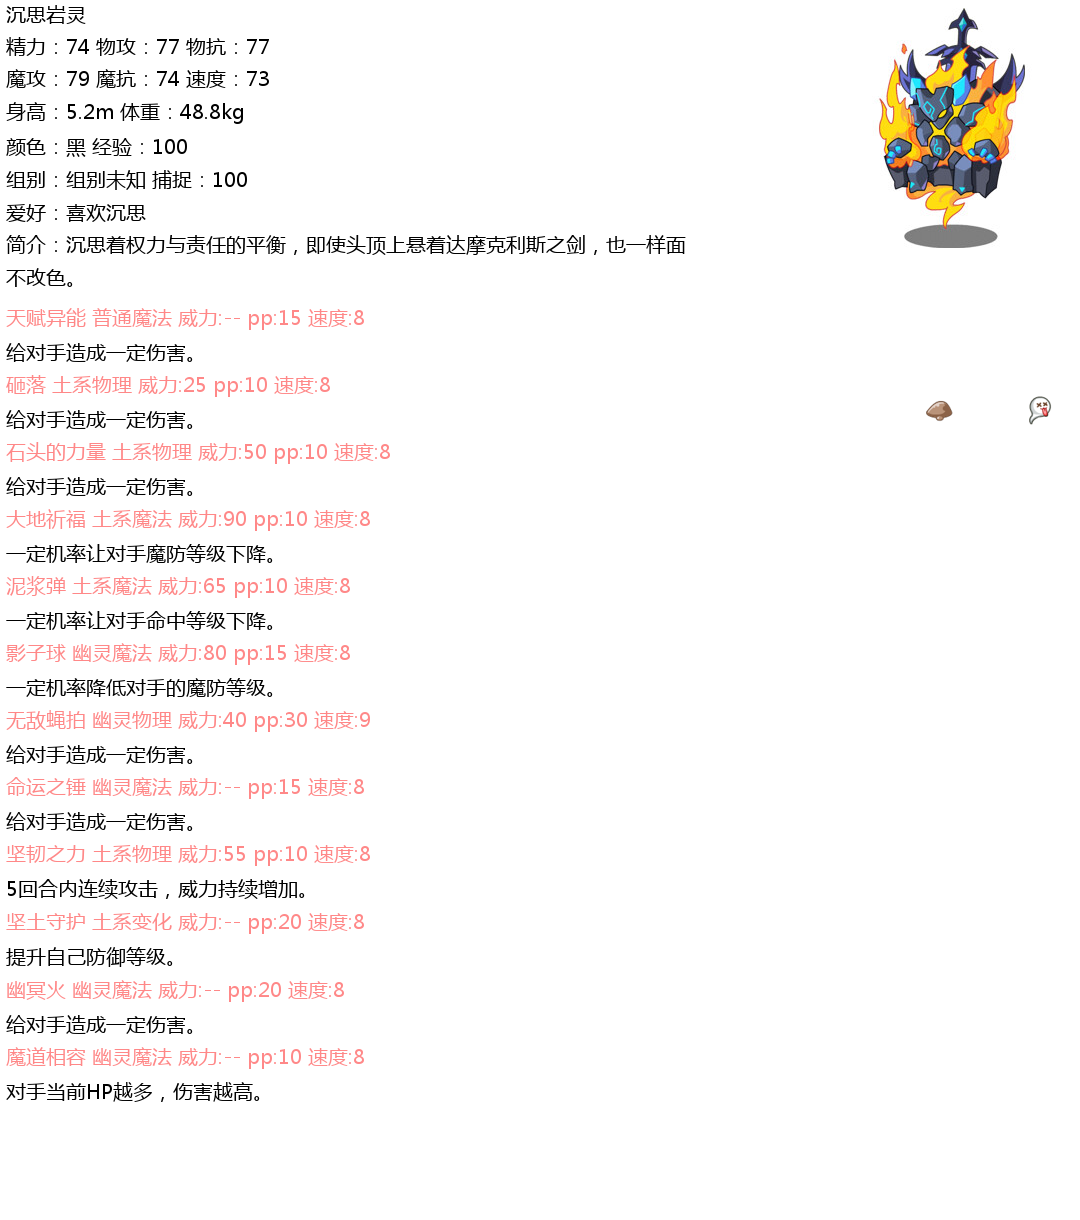 沉思岩灵
精力：74 物攻：77 物抗：77
魔攻：79 魔抗：74 速度：73
身高：5.2m 体重：48.8kg
颜色：黑 经验：100
组别：组别未知 捕捉：100
爱好：喜欢沉思
简介：沉思着权力与责任的平衡，即使头顶上悬着达摩克利斯之剑，也一样面
不改色。
天赋异能 普通魔法 威力:-- pp:15 速度:8
给对手造成一定伤害。
砸落 土系物理 威力:25 pp:10 速度:8
给对手造成一定伤害。
石头的力量 土系物理 威力:50 pp:10 速度:8
给对手造成一定伤害。
大地祈福 土系魔法 威力:90 pp:10 速度:8
一定机率让对手魔防等级下降。
泥浆弹 土系魔法 威力:65 pp:10 速度:8
一定机率让对手命中等级下降。
影子球 幽灵魔法 威力:80 pp:15 速度:8
一定机率降低对手的魔防等级。
无敌蝇拍 幽灵物理 威力:40 pp:30 速度:9
给对手造成一定伤害。
命运之锤 幽灵魔法 威力:-- pp:15 速度:8
给对手造成一定伤害。
坚韧之力 土系物理 威力:55 pp:10 速度:8
5回合内连续攻击，威力持续增加。
坚土守护 土系变化 威力:-- pp:20 速度:8
提升自己防御等级。
幽冥火 幽灵魔法 威力:-- pp:20 速度:8
给对手造成一定伤害。
魔道相容 幽灵魔法 威力:-- pp:10 速度:8
对手当前HP越多，伤害越高。